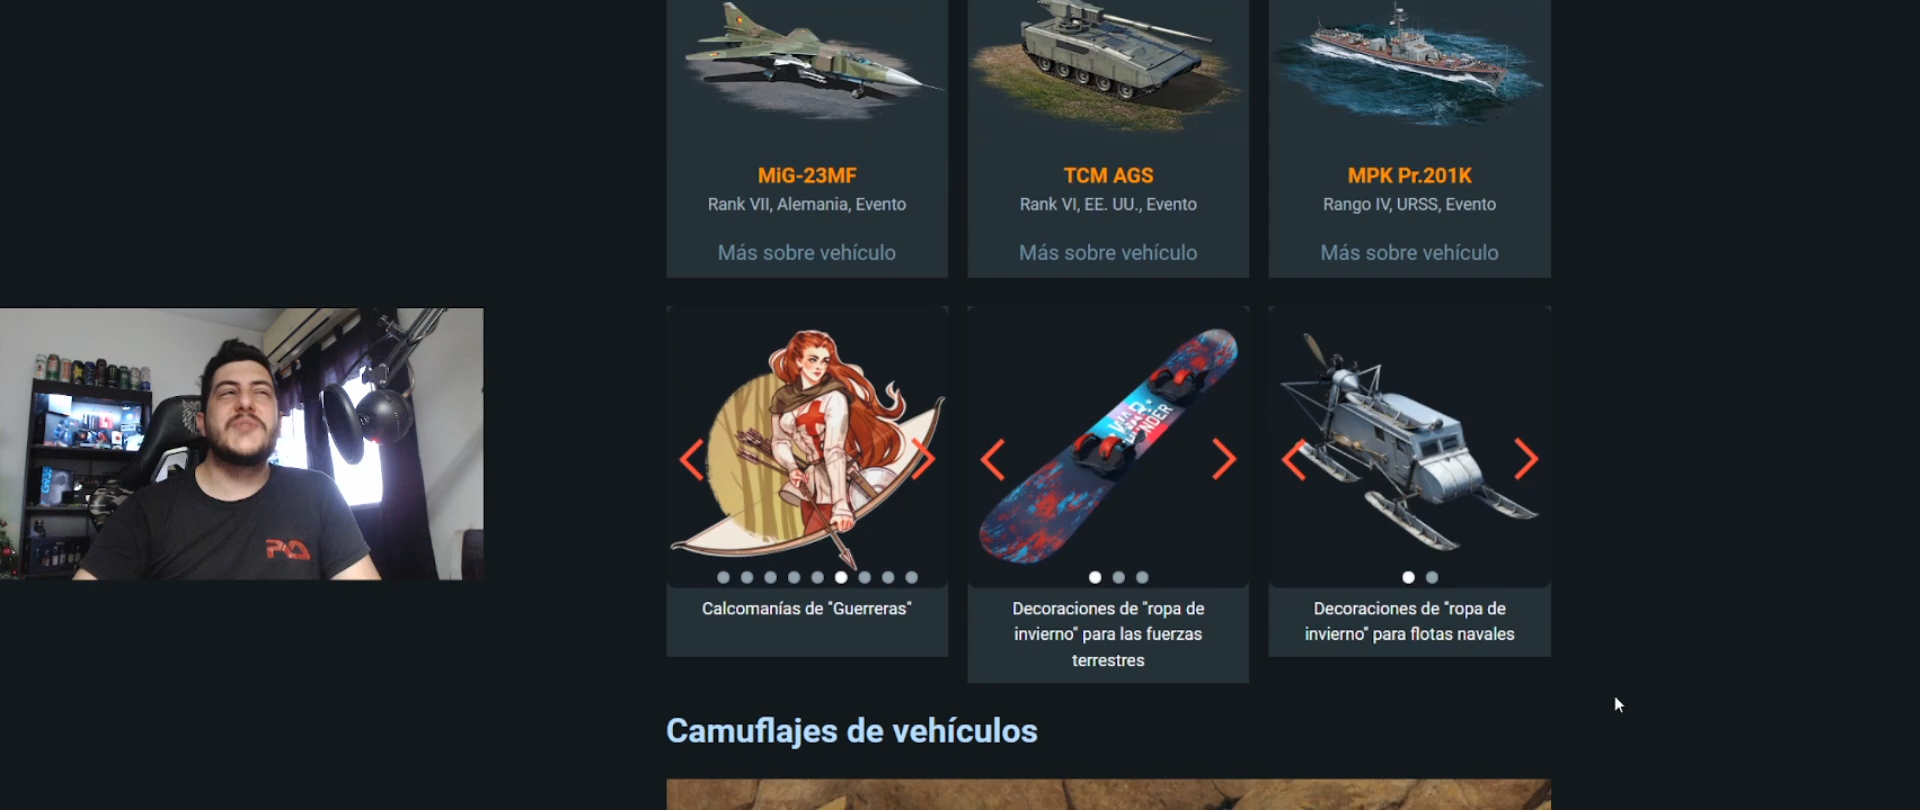 MiG-23MF
Rank VII, Alemania, Evento
Más sobre vehículo
TCM AGS
Rank VI, EE. UU., Evento
Más sobre vehículo
MPK Pr.201K
Rango IV, URSS, Evento
Más sobre vehículo
Calcomanías de "Guerreras"
WAR
THUNDER
Decoraciones de "ropa de
invierno" para las fuerzas
terrestres
Decoraciones de "ropa de
invierno" para flotas navales
Camuflajes de vehículos